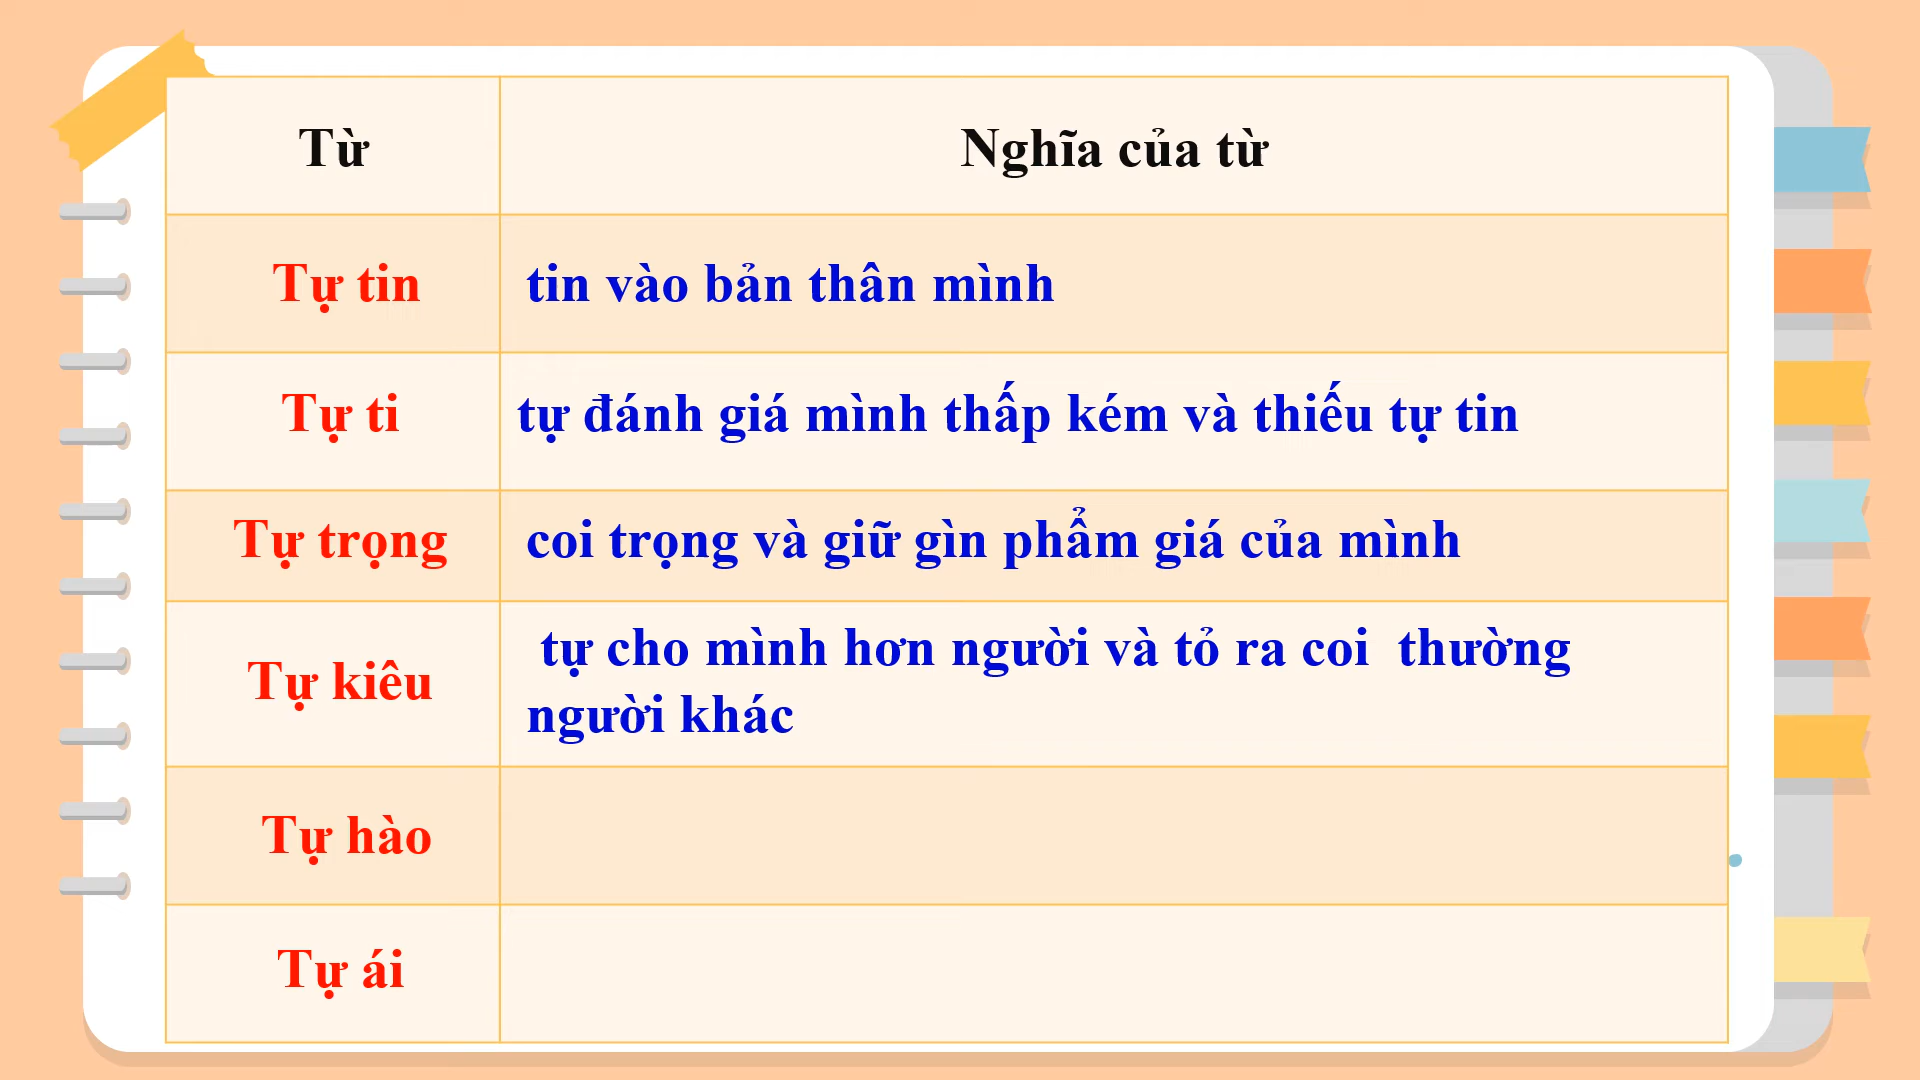 Từ
Nghĩa của từ
Tự tin
tin vào bản thân mình
Tự ti
tự đánh giá mình thấp kém và thiếu tự tin
Tự trọng
coi trọng và giữ gìn phẩm giá của mình
Tự kiêu
tự cho mình hơn người và tỏ ra coi thường
người khác
Tự hào
Tự ái